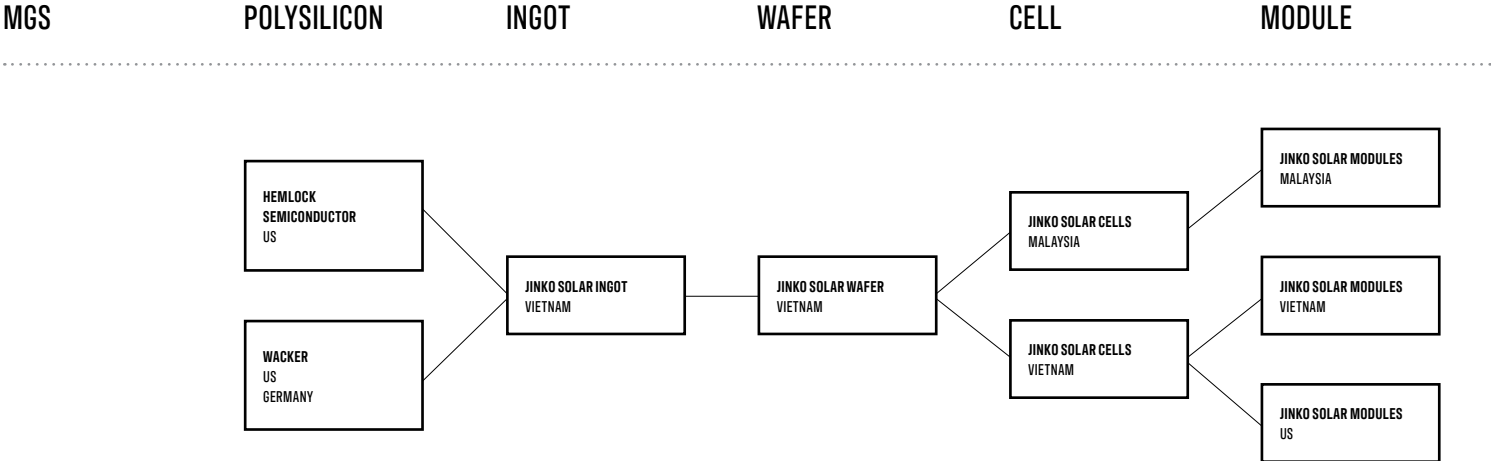 MGS POLYSILICON INGOT WAFER CELL MODULE
HEMLOCK
SEMICONDUCTOR
US
WACKER
US
GERMANY
JINKO SOLAR INGOT
VIETNAM
JINKO SOLAR WAFER
VIETNAM
JINKO SOLAR CELLS
MALAYSIA
JINKO SOLAR CELLS
VIETNAM
JINKO SOLAR MODULES
MALAYSIA
JINKO SOLAR MODULES
VIETNAM
JINKO SOLAR MODULES
US